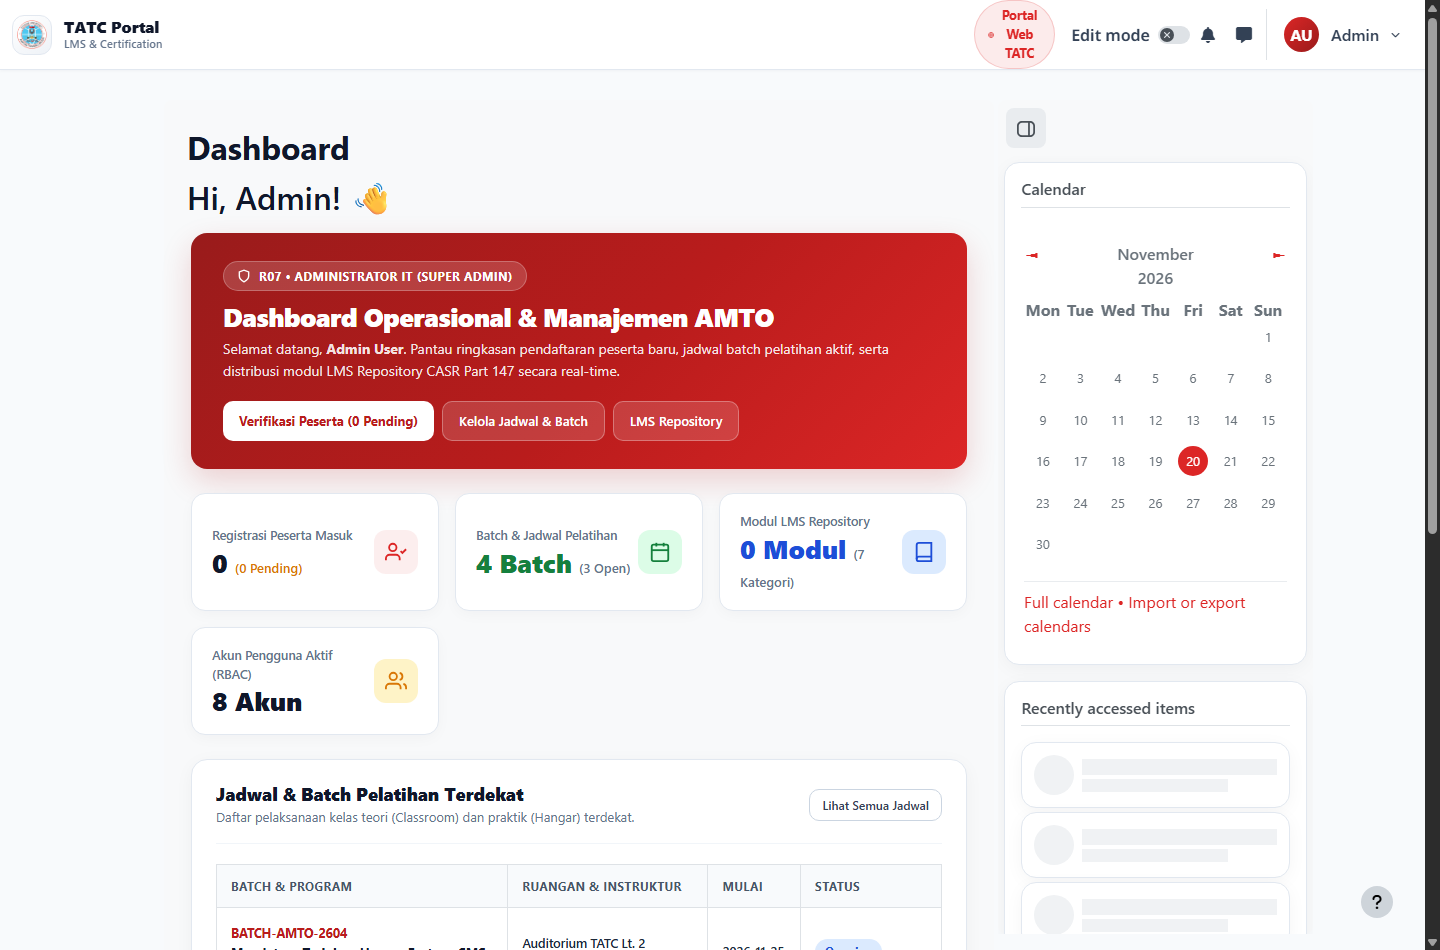 TATC Portal
LMS & Certification
Portal
Web
TATC
Edit mode
AU
Admin
Dashboard
Hi, Admin! 👋
R07 • ADMINISTRATOR IT (SUPER ADMIN)
Dashboard Operasional & Manajemen AMTO
Selamat datang, Admin User. Pantau ringkasan pendaftaran peserta baru, jadwal batch pelatihan aktif, serta
distribusi modul LMS Repository CASR Part 147 secara real-time.
Verifikasi Peserta (0 Pending)
Kelola Jadwal & Batch
LMS Repository
Registrasi Peserta Masuk
0 (0 Pending)
Batch & Jadwal Pelatihan
4 Batch (3 Open)
Modul LMS Repository
0 Modul (7
Kategori)
Akun Pengguna Aktif
(RBAC)
8 Akun
Jadwal & Batch Pelatihan Terdekat
Daftar pelaksanaan kelas teori (Classroom) dan praktik (Hangar) terdekat.
Lihat Semua Jadwal
BATCH & PROGRAM RUANGAN & INSTRUKTUR MULAI STATUS
BATCH-AMTO-2604
Auditorium TATC Lt. 2
Calendar
November
2026
Mon Tue Wed Thu Fri Sat Sun
1
2 3 4 5 6 7 8
9 10 11 12 13 14 15
16 17 18 19 20 21 22
23 24 25 26 27 28 29
30
Full calendar • Import or export
calendars
Recently accessed items
?